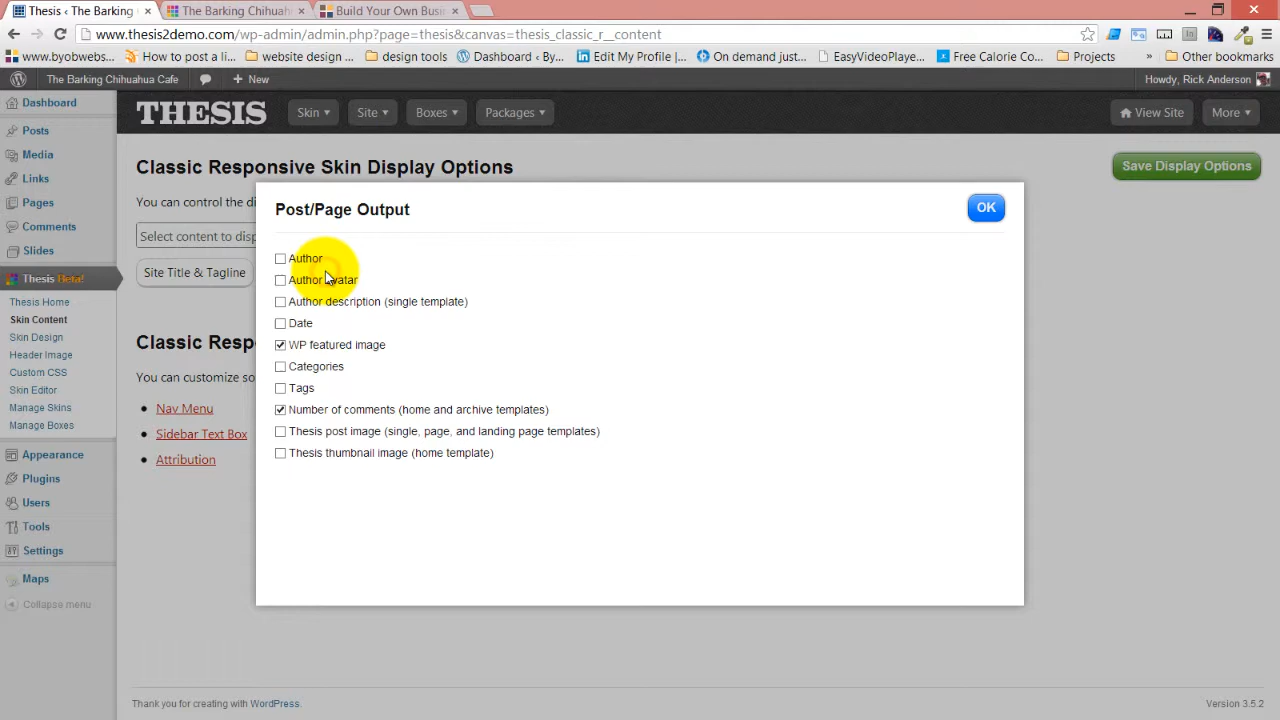 Thesis ‹ The Barking
The Barking Chihuahu
Build Your Own Busi
www.thesis2demo.com/wp-admin/admin.php?page=thesis&canvas=thesis_classic_r__content
www.byobwebs...
How to post a li...
website design ...
design tools
Dashboard ‹ By...
Edit My Profile |...
On demand just...
EasyVideoPlaye...
Free Calorie Co...
Projects
Other bookmarks
The Barking Chihuahua Cafe
New
Howdy, Rick Anderson
Dashboard
Posts
Media
Links
Pages
Comments
Slides
Thesis Hera!
Thesis Home
Skin Content
Skin Design
Header Image
Custom CSS
Skin Editor
Manage Skins
Manage Boxes
Appearance
Plugins
Users
Tools
Settings
Maps
Collapse menu
THESIS
Skin
Site
Boxes
Packages
View Site
More
Classic Responsive Skin Display Options
Save Display Options
You can control the di
Select content to disp
Site Title & Tagline
Classic Resp
You can customize so
Nav Menu
Sidebar Text Box
Attribution
Post/Page Output
OK
Author
Author avatar
Author description (single template)
Date
WP featured image
Categories
Tags
Number of comments (home and archive templates)
Thesis post image (single, page, and landing page templates)
Thesis thumbnail image (home template)
Thank you for creating with WordPress.
Version 3.5.2